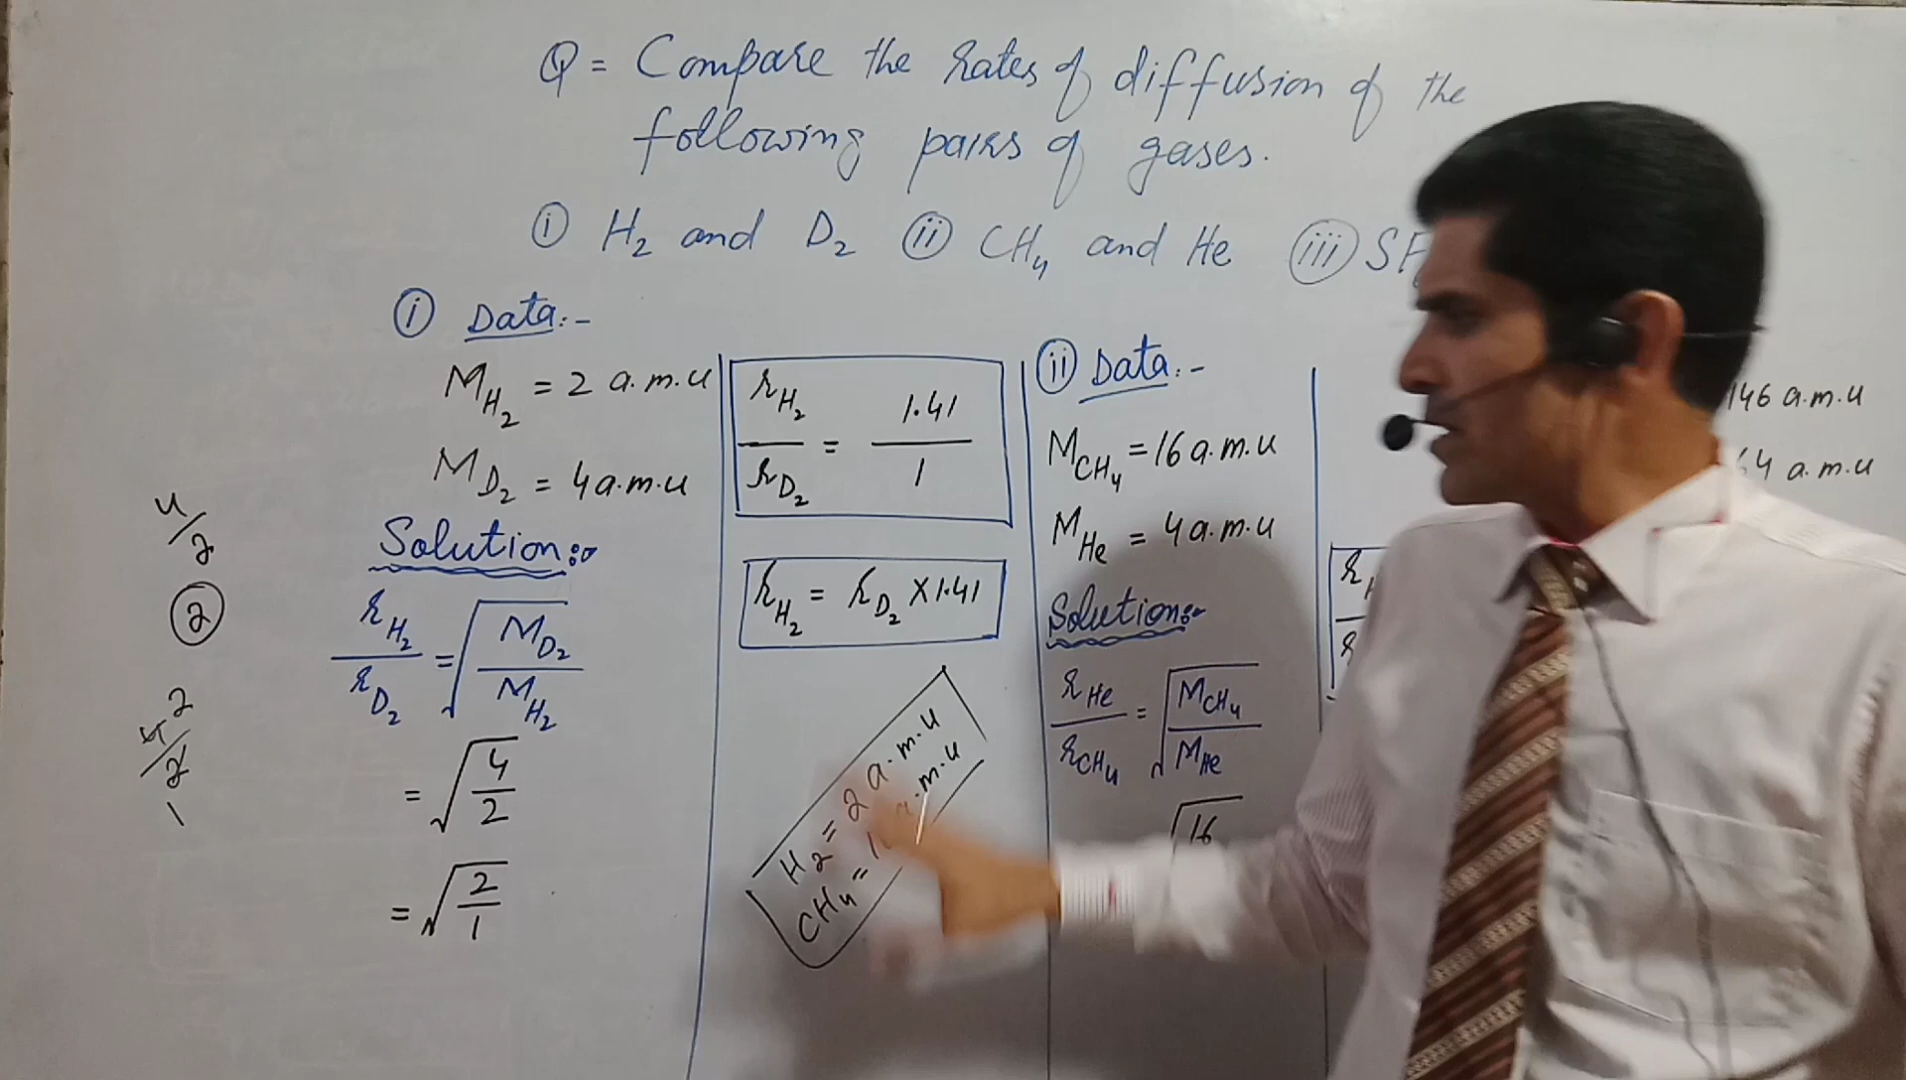 Q = Compare the rates of diffusion of the
following pairs of gases.
(i) H₂ and D₂ (ii) CH₄ and He (iii) SF
(i) Data:-
M_H₂ = 2 a.m.u
M_D₂ = 4 a.m.u
Solution:-
r_H₂ / r_D₂ = √(M_D₂ / M_H₂)
= √(4/2)
= √(2/1)
4/2
(2)
4/2
2
1
r_H₂ / r_D₂ = 1.41 / 1
r_H₂ = r_D₂ × 1.41
H₂ = 2 a.m.u
CH₄ = 1 a.m.u
(ii) Data:-
M_CH₄ = 16 a.m.u
M_He = 4 a.m.u
Solution:-
r_He / r_CH₄ = √(M_CH₄ / M_He)
√16
146 a.m.u
64 a.m.u
r
r